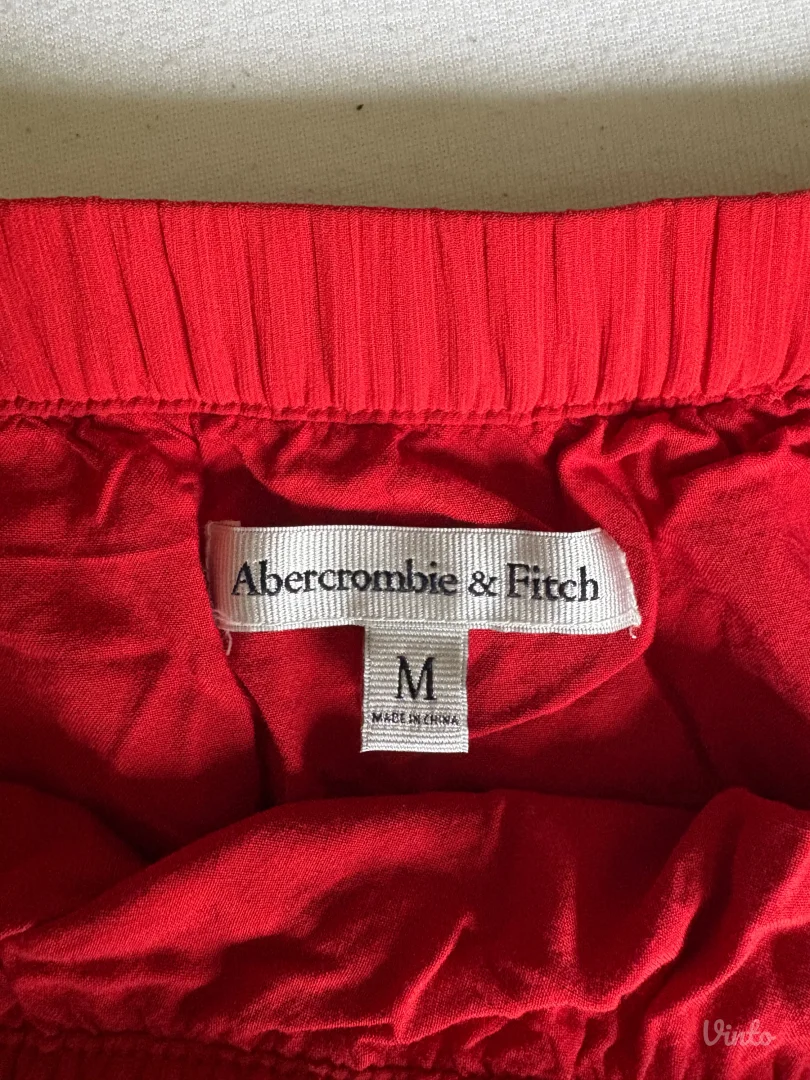 Abercrombie & Fitch
M
MADE IN CHINA
Vinto